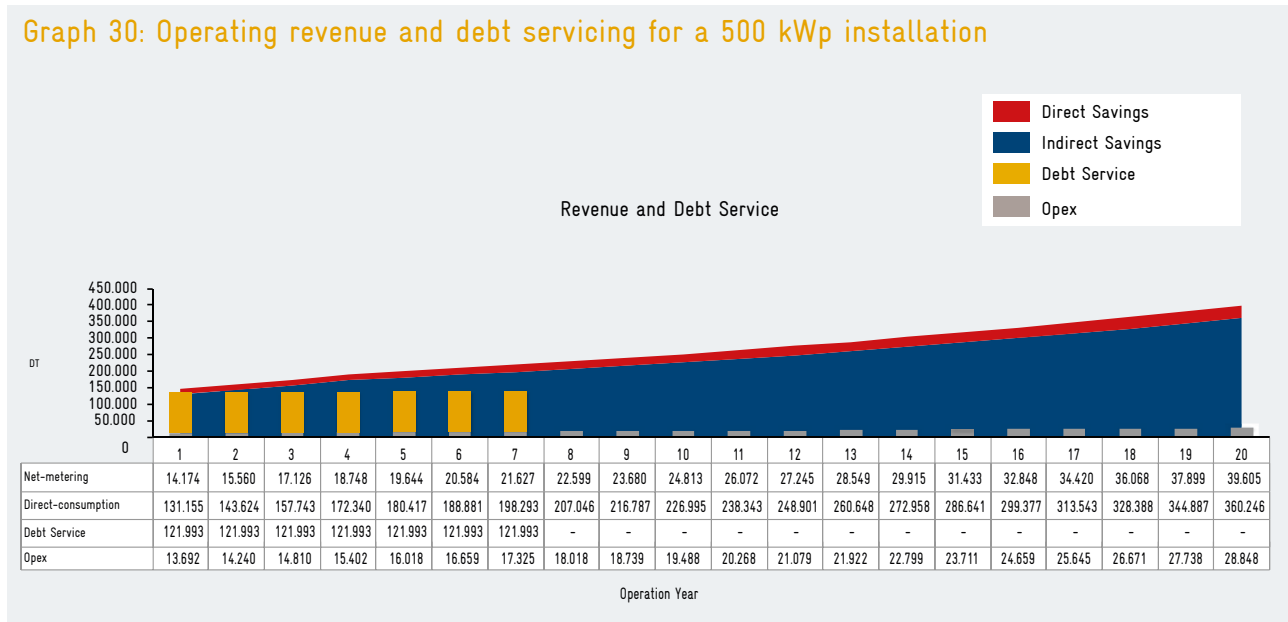 Graph 30: Operating revenue and debt servicing for a 500 kWp installation
Direct Savings
Indirect Savings
Debt Service
Opex
Revenue and Debt Service
450.000
400.000
350.000
300.000
250.000
200.000
150.000
100.000
50.000
0
DT
1 2 3 4 5 6 7 8 9 10 11 12 13 14 15 16 17 18 19 20
Net-metering 14.174 15.560 17.126 18.748 19.644 20.584 21.627 22.599 23.680 24.813 26.072 27.245 28.549 29.915 31.433 32.848 34.420 36.068 37.899 39.605
Direct-consumption 131.155 143.624 157.743 172.340 180.417 188.881 198.293 207.046 216.787 226.995 238.343 248.901 260.648 272.958 286.641 299.377 313.543 328.388 344.887 360.246
Debt Service 121.993 121.993 121.993 121.993 121.993 121.993 121.993 - - - - - - - - - - - - -
Opex 13.692 14.240 14.810 15.402 16.018 16.659 17.325 18.018 18.739 19.488 20.268 21.079 21.922 22.799 23.711 24.659 25.645 26.671 27.738 28.848
Operation Year